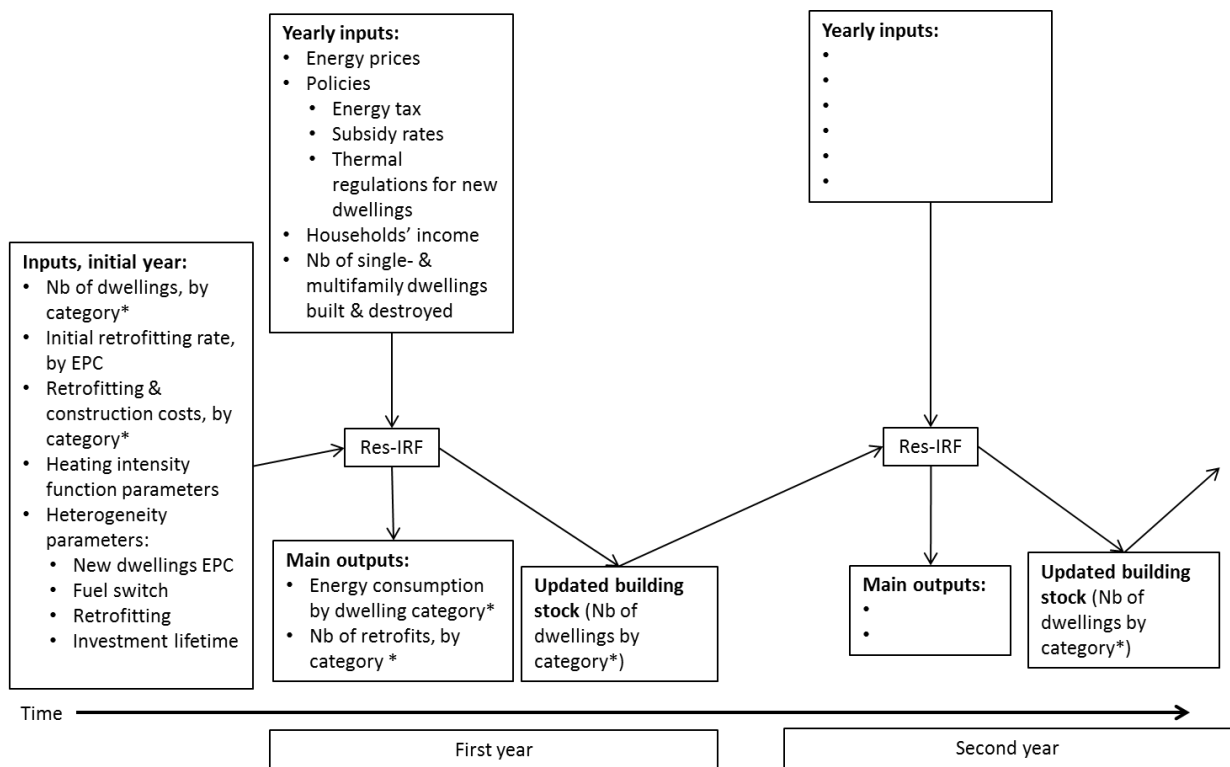 Yearly inputs:
• Energy prices
• Policies
• Energy tax
• Subsidy rates
• Thermal
regulations for new
dwellings
• Households’ income
• Nb of single- &
multifamily dwellings
built & destroyed
Yearly inputs:
•
•
•
•
•
•
Inputs, initial year:
• Nb of dwellings, by
category*
• Initial retrofitting rate,
by EPC
• Retrofitting &
construction costs, by
category*
• Heating intensity
function parameters
• Heterogeneity
parameters:
• New dwellings EPC
• Fuel switch
• Retrofitting
• Investment lifetime
Res-IRF
Res-IRF
Main outputs:
• Energy consumption
by dwelling category*
• Nb of retrofits, by
category *
Updated building
stock (Nb of
dwellings by
category*)
Main outputs:
•
•
Updated building
stock (Nb of
dwellings by
category*)
Time
First year
Second year